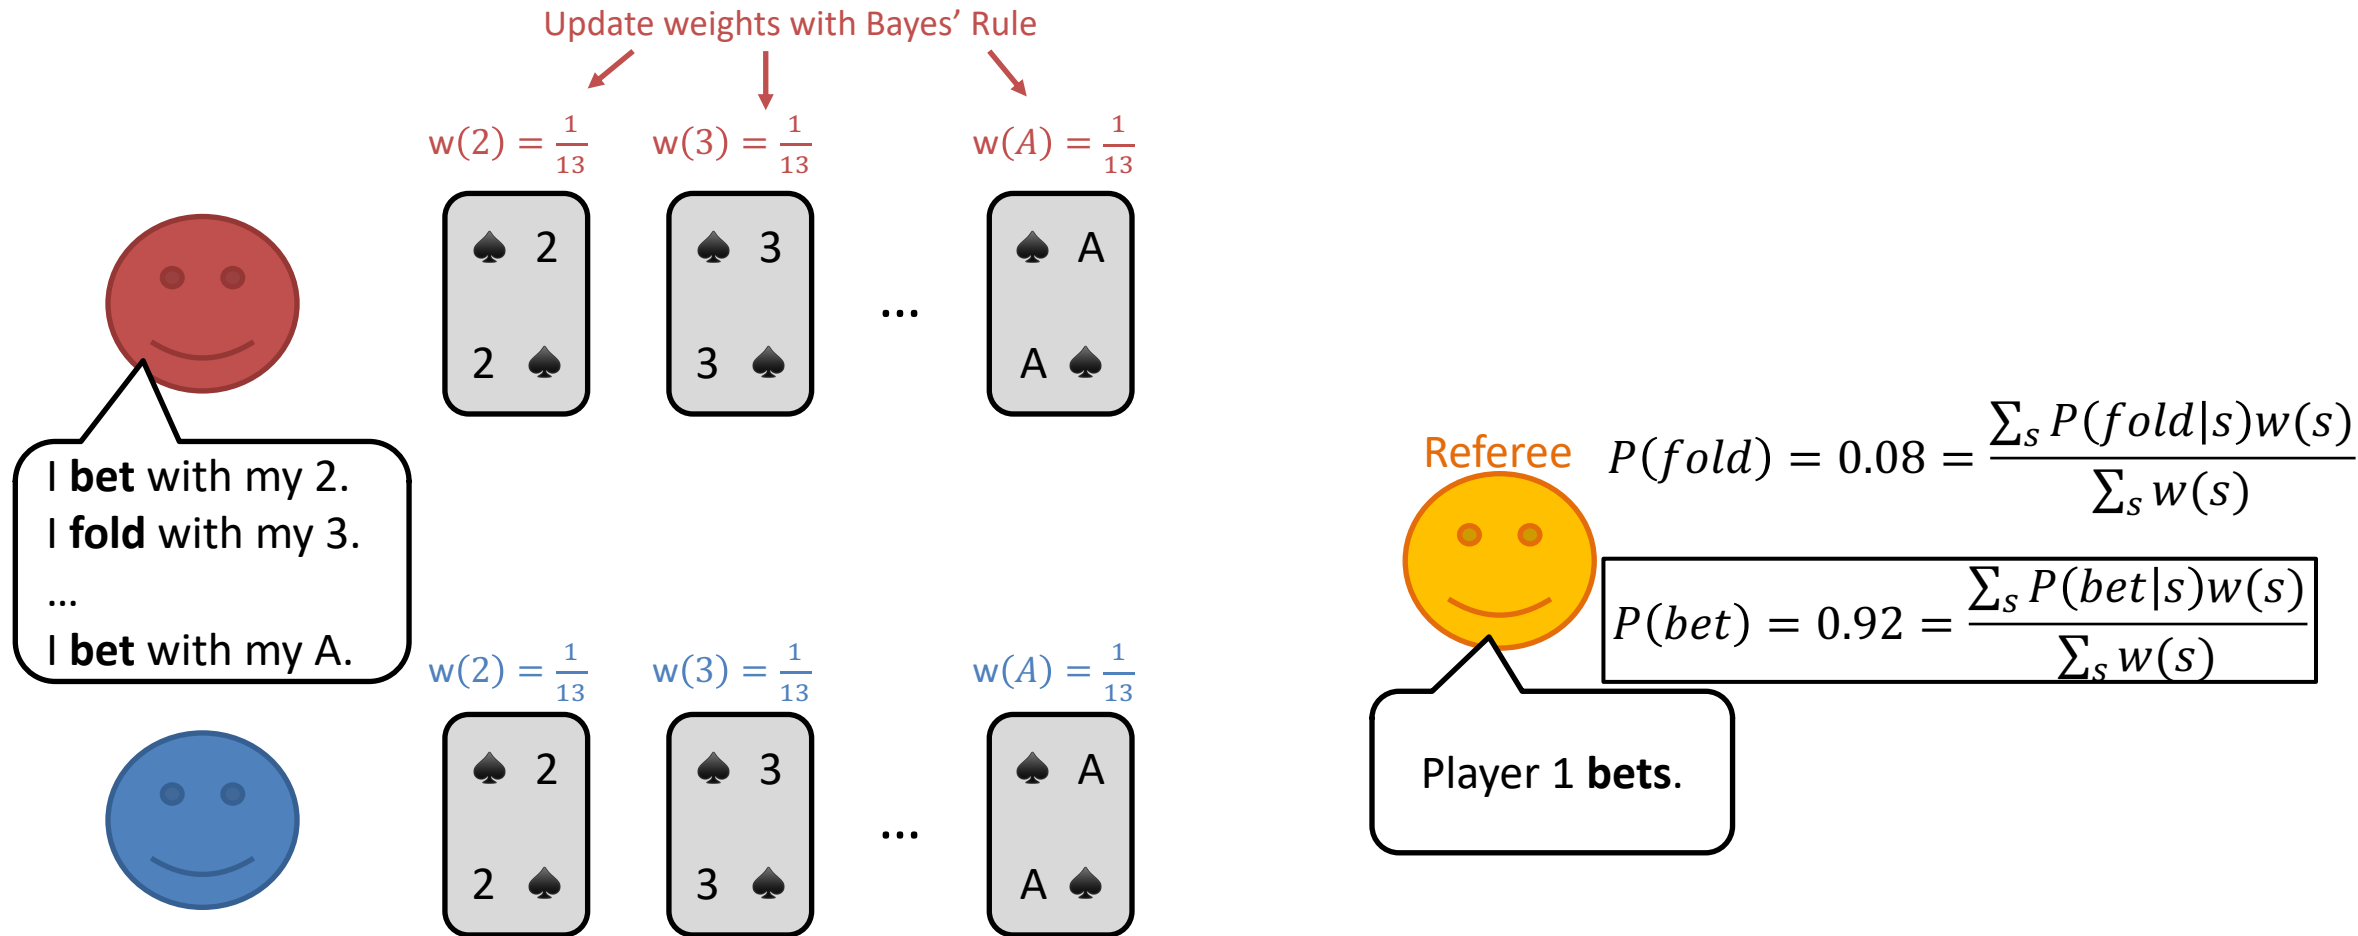 Update weights with Bayes’ Rule
w(2) = 1/13
w(3) = 1/13
w(A) = 1/13
♠ 2
2 ♠
♠ 3
3 ♠
...
♠ A
A ♠
I bet with my 2.
I fold with my 3.
...
I bet with my A.
w(2) = 1/13
w(3) = 1/13
w(A) = 1/13
♠ 2
2 ♠
♠ 3
3 ♠
...
♠ A
A ♠
Referee
P(fold) = 0.08 = ∑ₛ P(fold|s)w(s) / ∑ₛ w(s)
P(bet) = 0.92 = ∑ₛ P(bet|s)w(s) / ∑ₛ w(s)
Player 1 bets.